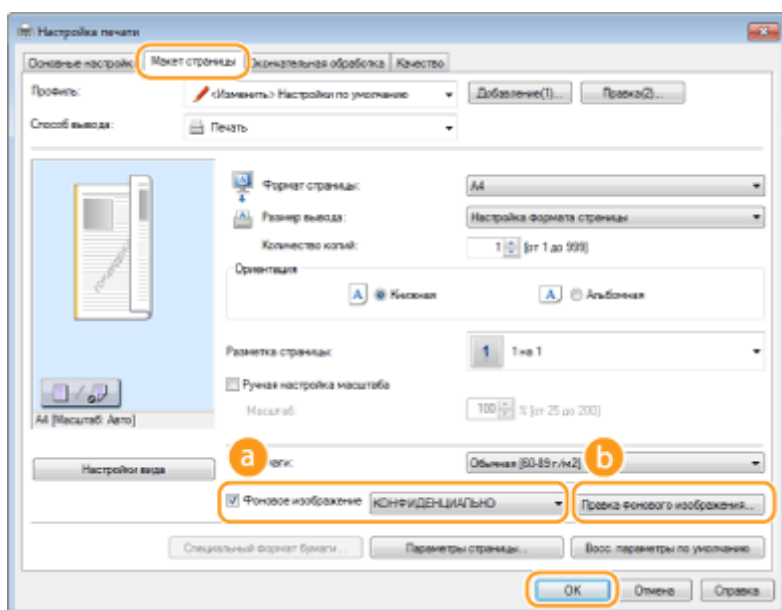 Настройка печати
Основные настройки Макет страницы Окончательная обработка Качество
Профиль: <Изменить> Настройки по умолчанию Добавление(1)... Правка(2)...
Способ вывода: Печать
Формат страницы: A4
Размер вывода: Настройка формата страницы
Количество копий: 1 [от 1 до 999]
Ориентация
A Книжная A Альбомная
Разметка страницы: 1 1 на 1
Ручная настройка масштаба
Масштаб: 100 % [от 25 до 200]
A4 [Масштаб: Авто]
Настройки вида a Обычная [60-89 г/м2] b
Фоновое изображение КОНФИДЕНЦИАЛЬНО Правка фонового изображения...
Специальный формат бумаги... Параметры страницы... Восс. параметры по умолчанию
OK Отмена Справка